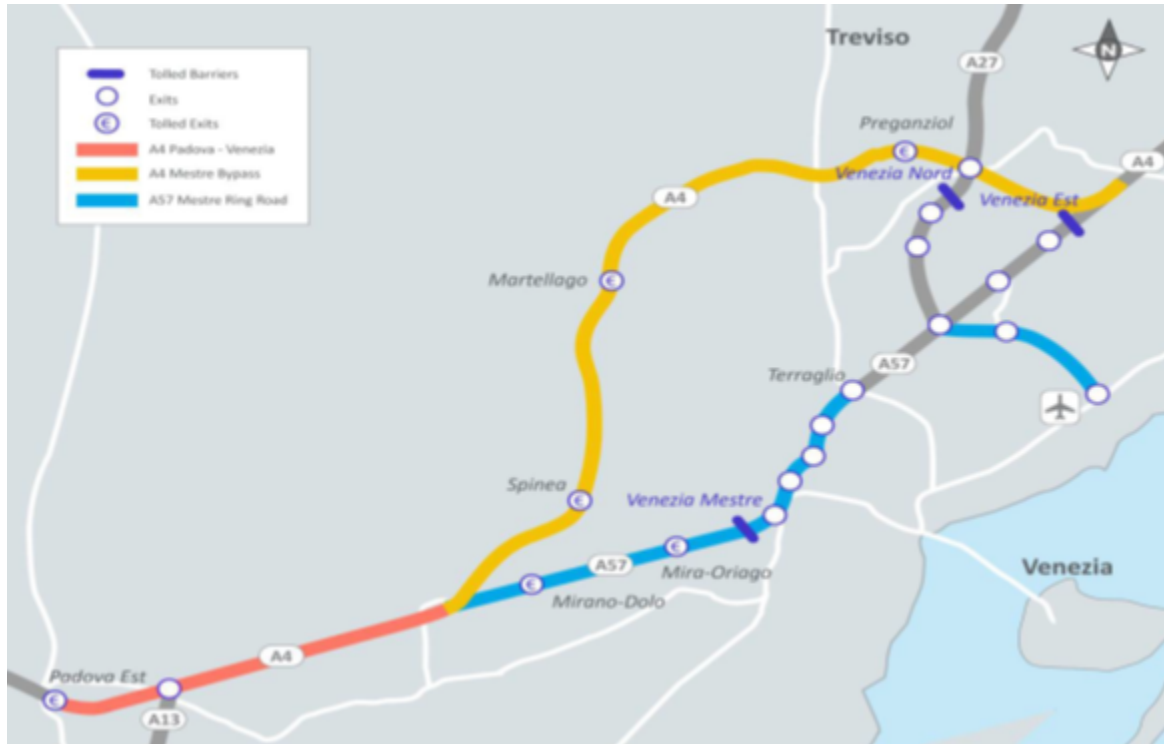 Treviso
N
A27
Tolled Barriers
Exits
€ Tolled Exits
A4 Padova - Venezia
A4 Mestre Bypass
A57 Mestre Ring Road
Preganziol
€
A4
Venezia Nord
Venezia Est
A4
Martellago €
A57
Terraglio
Spinea €
Venezia Mestre
€
A57
Mira-Oriago
€
Mirano-Dolo
Venezia
A4
Padova Est
€
A13